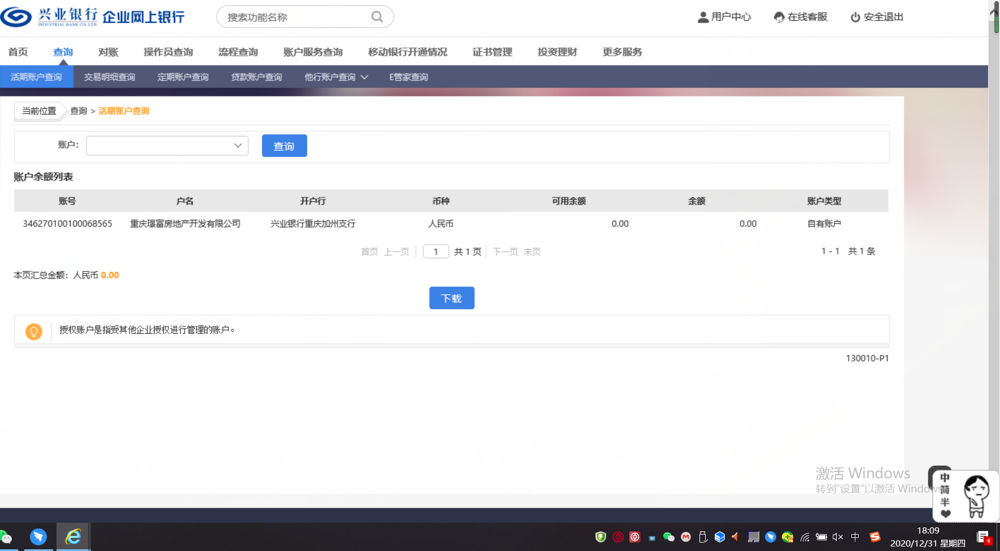 兴业银行 企业网上银行
INDUSTRIAL BANK CO.,LTD.
搜索功能名称
用户中心 在线客服 安全退出
首页 查询 对账 操作员查询 流程查询 账户服务查询 移动银行开通情况 证书管理 投资理财 更多服务
活期账户查询 交易明细查询 定期账户查询 贷款账户查询 他行账户查询 E管家查询
当前位置 查询 > 活期账户查询
账户： 查询
账户余额列表
账号 户名 开户行 币种 可用余额 余额 账户类型
346270100100068565 重庆璟富房地产开发有限公司 兴业银行重庆加州支行 人民币 0.00 0.00 自有账户
首页 上一页 1 共 1 页 下一页 末页 1 - 1 共 1 条
本页汇总金额：人民币 0.00
下载
授权账户是指受其他企业授权进行管理的账户。
130010-P1
激活 Windows
转到"设置"以激活 Windows
中
简
半
中
18:09
2020/12/31 星期四
4